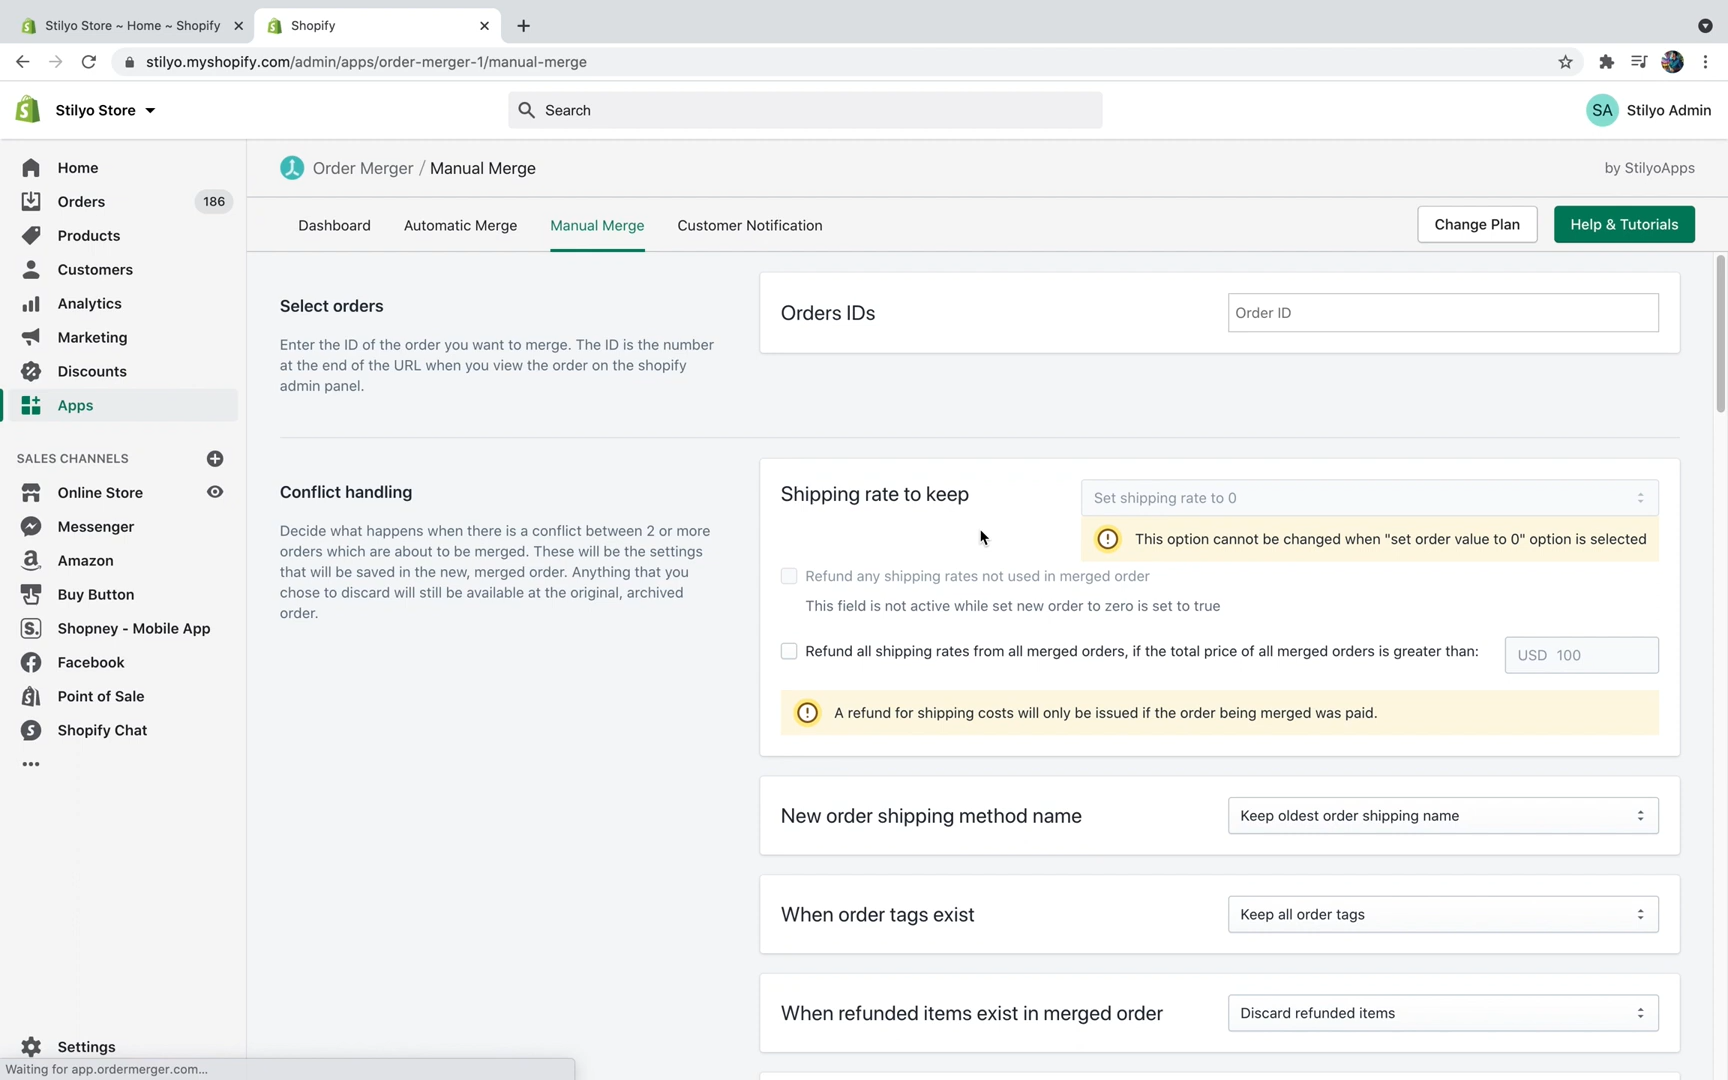 Stilyo Store ~ Home ~ Shopify
Shopify
stilyo.myshopify.com/admin/apps/order-merger-1/manual-merge
Stilyo Store
Search
SA Stilyo Admin
Home
Orders 186
Products
Customers
Analytics
Marketing
Discounts
Apps
SALES CHANNELS
Online Store
Messenger
Amazon
Buy Button
Shopney - Mobile App
Facebook
Point of Sale
Shopify Chat
Settings
Waiting for app.ordermerger.com...
Order Merger / Manual Merge
by StilyoApps
Dashboard
Automatic Merge
Manual Merge
Customer Notification
Change Plan
Help & Tutorials
Select orders
Enter the ID of the order you want to merge. The ID is the number
at the end of the URL when you view the order on the shopify
admin panel.
Orders IDs
Order ID
Conflict handling
Decide what happens when there is a conflict between 2 or more
orders which are about to be merged. These will be the settings
that will be saved in the new, merged order. Anything that you
chose to discard will still be available at the original, archived
order.
Shipping rate to keep
Set shipping rate to 0
This option cannot be changed when "set order value to 0" option is selected
Refund any shipping rates not used in merged order
This field is not active while set new order to zero is set to true
Refund all shipping rates from all merged orders, if the total price of all merged orders is greater than:
USD 100
A refund for shipping costs will only be issued if the order being merged was paid.
New order shipping method name
Keep oldest order shipping name
When order tags exist
Keep all order tags
When refunded items exist in merged order
Discard refunded items